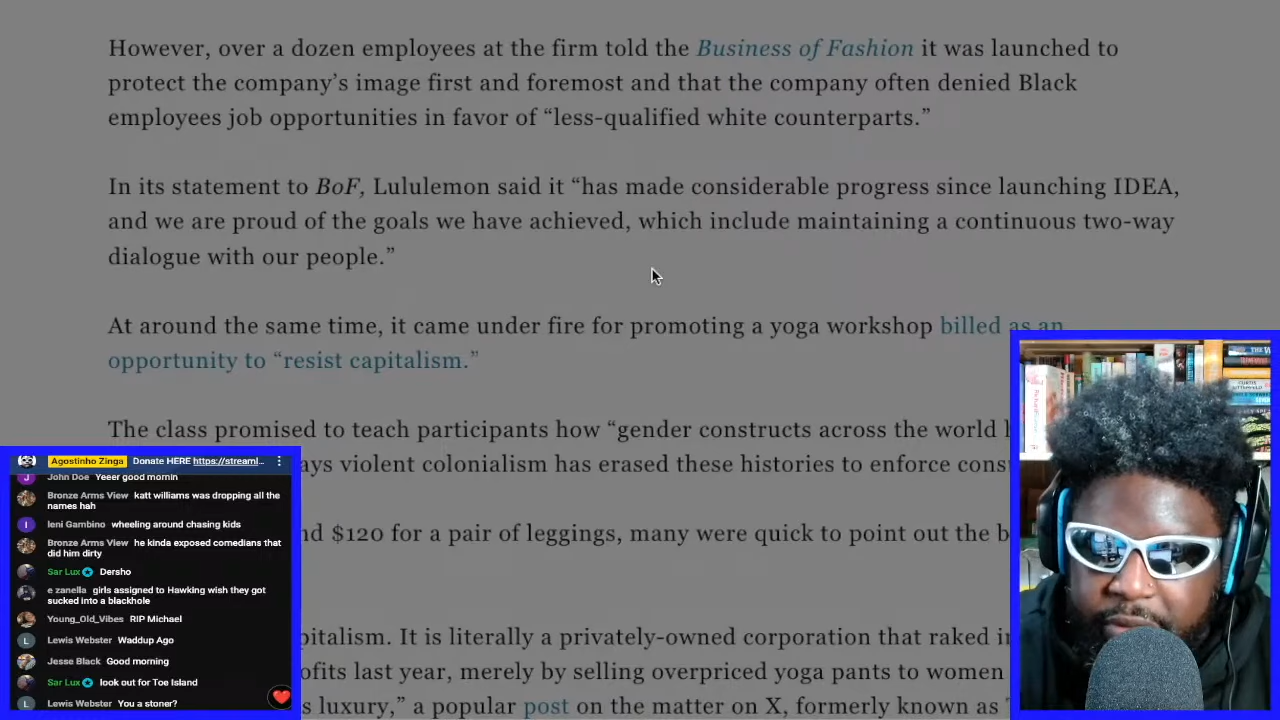 However, over a dozen employees at the firm told the Business of Fashion it was launched to
protect the company’s image first and foremost and that the company often denied Black
employees job opportunities in favor of “less-qualified white counterparts.”
In its statement to BoF, Lululemon said it “has made considerable progress since launching IDEA,
and we are proud of the goals we have achieved, which include maintaining a continuous two-way
dialogue with our people.”
At around the same time, it came under fire for promoting a yoga workshop billed as an
opportunity to “resist capitalism.”
The class promised to teach participants how “gender constructs across the world
violent colonialism has erased these histories to enforce
$120 for a pair of leggings, many were quick to point out the
It is literally a privately-owned corporation that raked
last year, merely by selling overpriced yoga pants to women
luxury,” a popular post on the matter on X, formerly known as
Agostinho Zinga Donate HERE https://streaml...
John Doe Yeeer good mornin
Bronze Arms View katt williams was dropping all the
names hah
Ieni Gambino wheeling around chasing kids
Bronze Arms View he kinda exposed comedians that
did him dirty
Sar Lux Dersho
e zanella girls assigned to Hawking wish they got
sucked into a blackhole
Young_Old_Vibes RIP Michael
Lewis Webster Waddup Ago
Jesse Black Good morning
Sar Lux look out for Toe Island
Lewis Webster You a stoner?